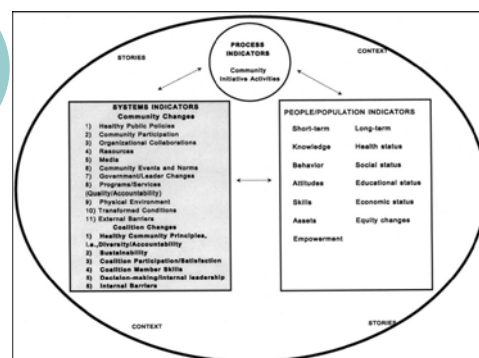 PROCESS
INDICATORS
Community
Initiative Activities
STORIES
CONTEXT
SYSTEMS INDICATORS
Community Changes
1) Healthy Public Policies
2) Community Participation
3) Organizational Collaborations
4) Resources
5) Media
6) Community Events and Norms
7) Government/Leader Changes
8) Programs/Services
(Quality/Accountability)
9) Physical Environment
10) Transformed Conditions
11) External Barriers
Coalition Changes
1) Healthy Community Principles,
i.e.,Diversity/Accountability
2) Sustainability
3) Coalition Participation/Satisfaction
4) Coalition Member Skills
5) Decision-making/Internal leadership
6) Internal Barriers
PEOPLE/POPULATION INDICATORS
Short-term Long-term
Knowledge Health status
Behavior Social status
Attitudes Educational status
Skills Economic status
Assets Equity changes
Empowerment
CONTEXT
STORIES